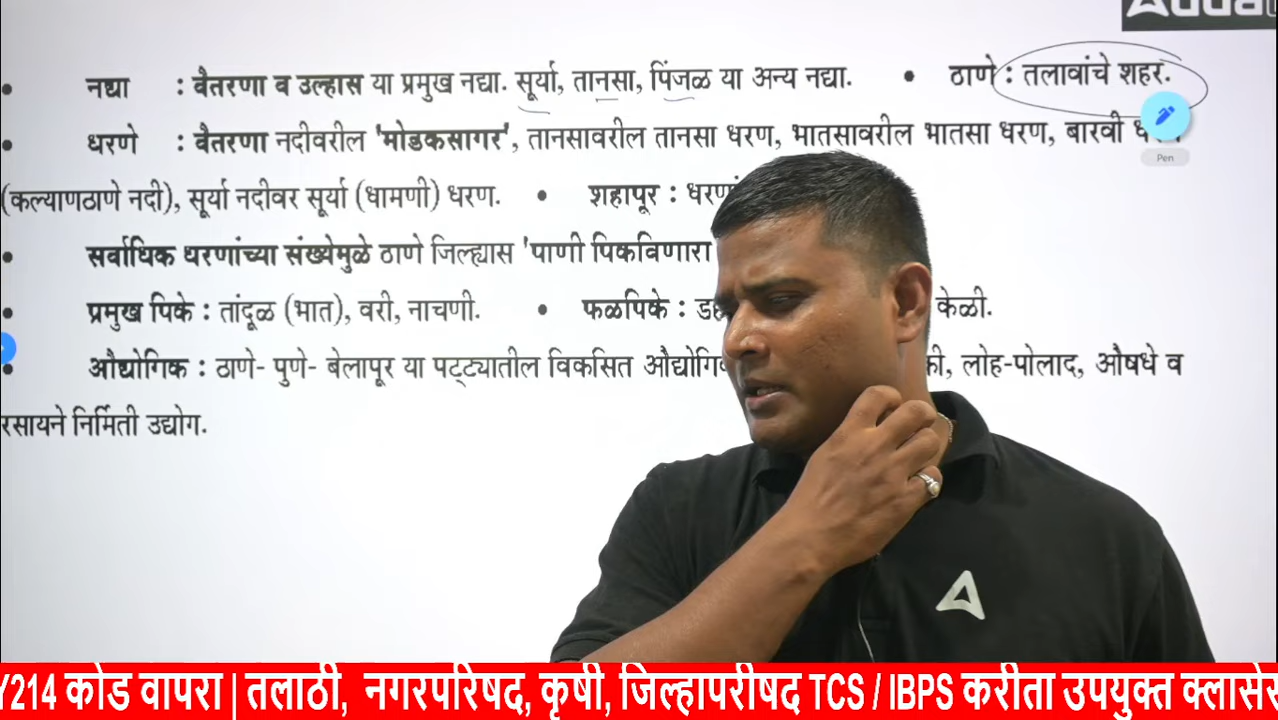 नद्या : वैतरणा व उल्हास या प्रमुख नद्या. सूर्या, तानसा, पिंजळ या अन्य नद्या. • ठाणे : तलावांचे शहर.
Pen
• धरणे : वैतरणा नदीवरील 'मोडकसागर', तानसावरील तानसा धरण, भातसावरील भातसा धरण, बारवी
(कल्याणठाणे नदी), सूर्या नदीवर सूर्या (धामणी) धरण. • शहापूर :
• सर्वाधिक धरणांच्या संख्येमुळे ठाणे जिल्ह्यास 'पाणी पिकविणारा
• प्रमुख पिके : तांदूळ (भात), वरी, नाचणी. • फळपिके : केळी.
• औद्योगिक : ठाणे- पुणे- बेलापूर या पट्ट्यातील विकसित लोह-पोलाद, औषधे व
रसायने निर्मिती उद्योग.
Y214 कोड वापरा | तलाठी, नगरपरिषद, कृषी, जिल्हापरीषद TCS / IBPS करीता उपयुक्त क्लासेस